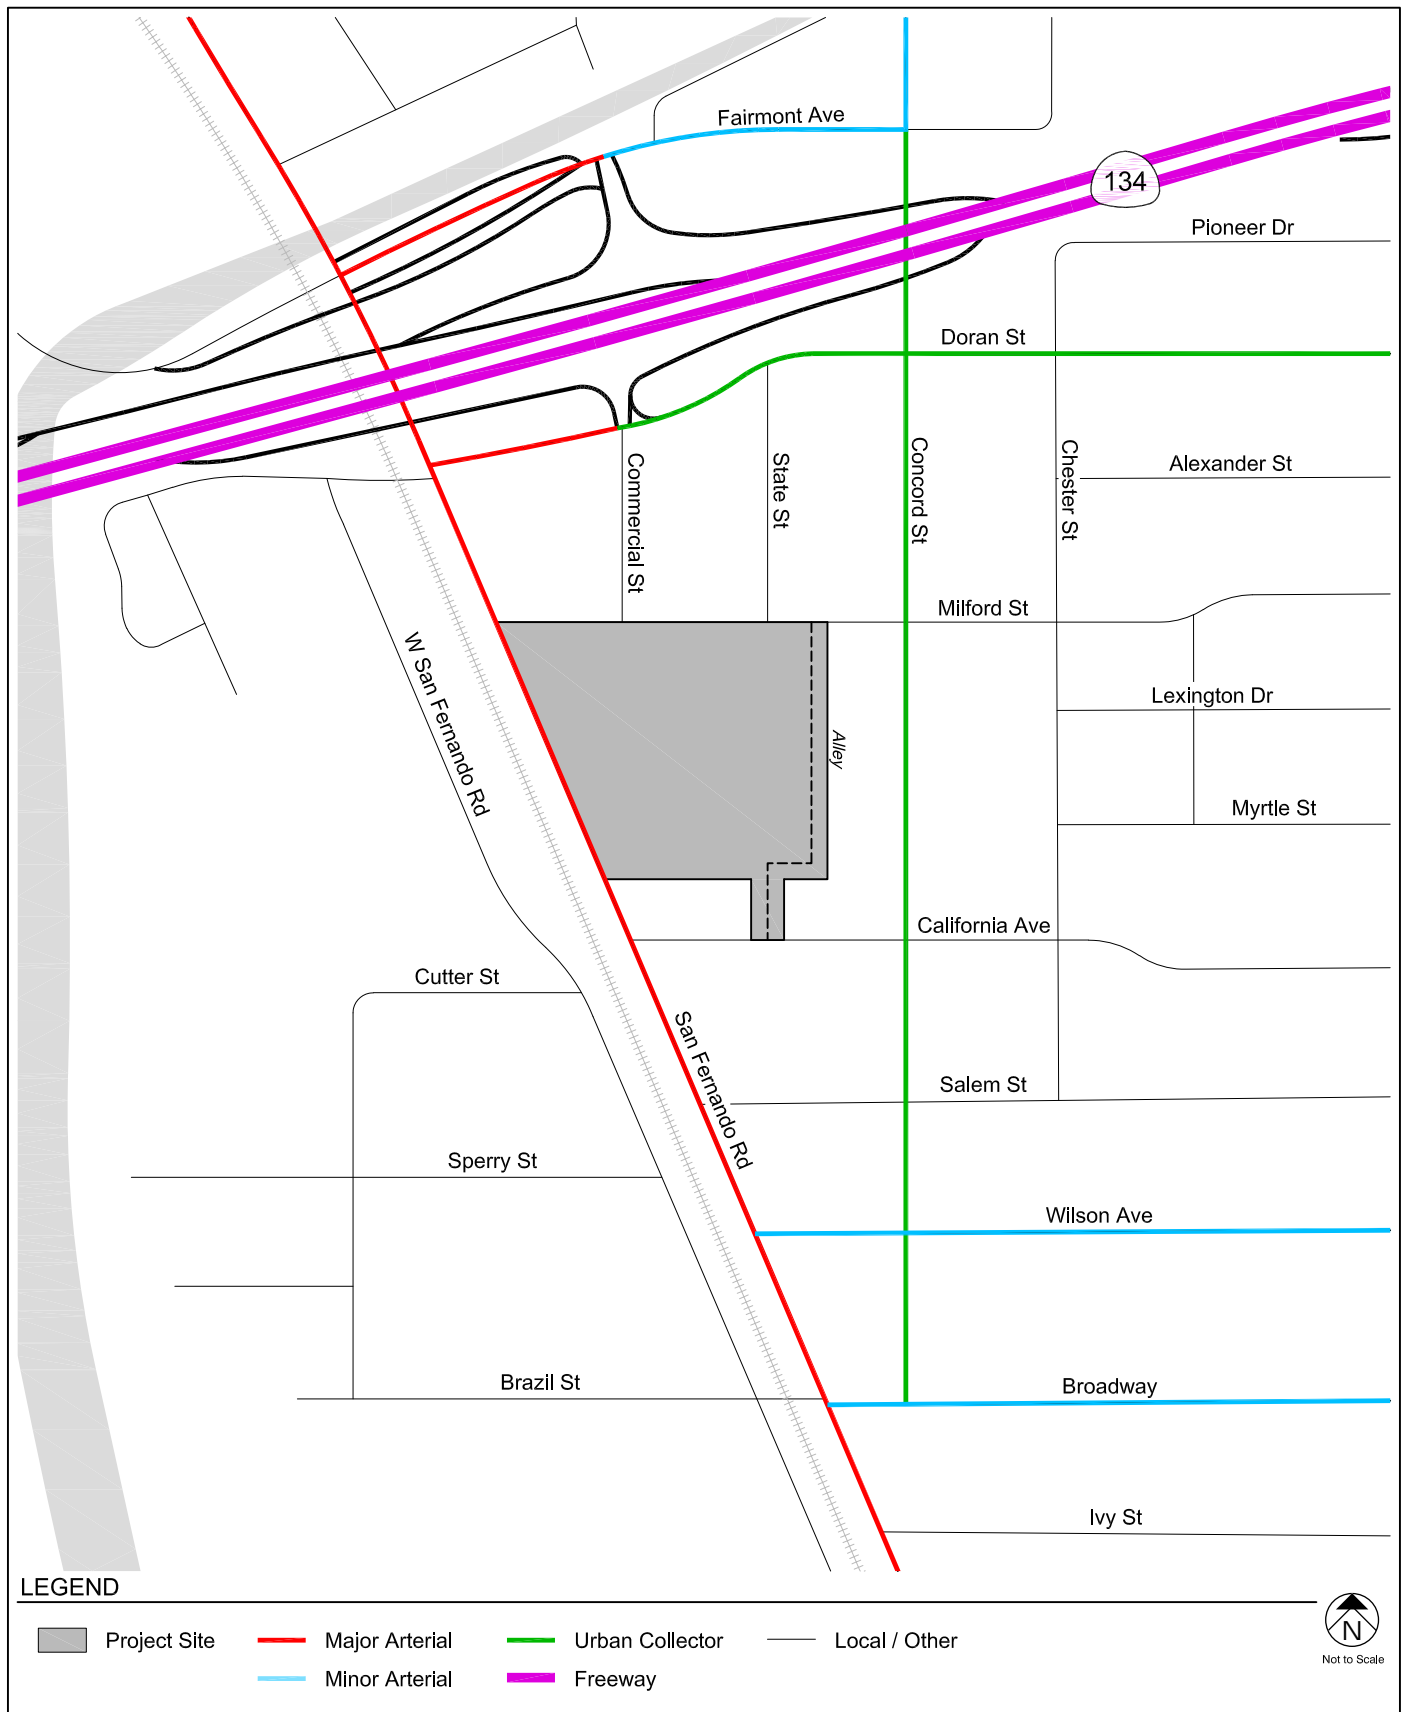 Fairmont Ave
134
Pioneer Dr
Doran St
Commercial St
State St
Concord St
Chester St
Alexander St
Milford St
W San Fernando Rd
Lexington Dr
Alley
Myrtle St
California Ave
Cutter St
San Fernando Rd
Salem St
Sperry St
Wilson Ave
Brazil St
Broadway
Ivy St
LEGEND
Project Site
Major Arterial
Urban Collector
Local / Other
Minor Arterial
Freeway
N
Not to Scale